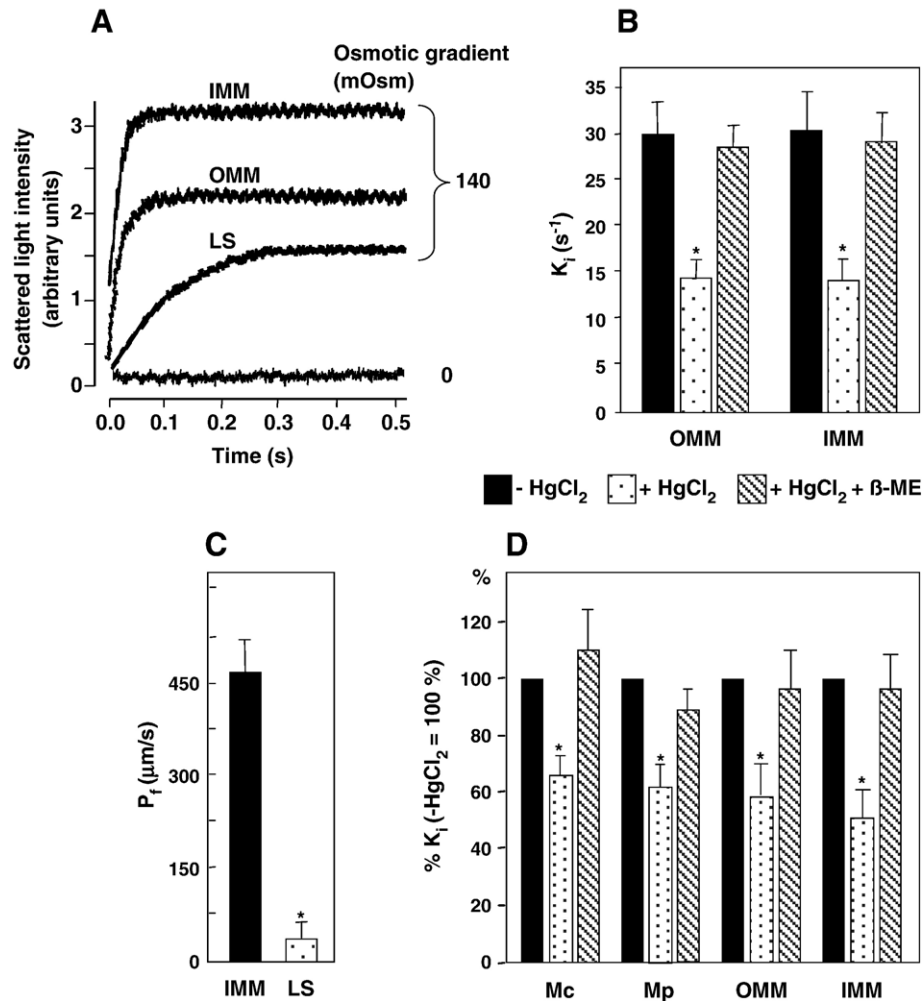 A
Osmotic gradient
(mOsm)
IMM
OMM
LS
140
0
3
2
1
0
Scattered light intensity
(arbitrary units)
0.0 0.1 0.2 0.3 0.4 0.5
Time (s)
B
35
30
25
20
15
10
5
0
Ki (s-1)
* *
OMM IMM
- HgCl2 + HgCl2 + HgCl2 + ß-ME
C
450
300
150
0
Pf (µm/s)
*
IMM LS
D
%
120
100
80
60
40
20
0
% Ki (-HgCl2 = 100 %)
* * * *
Mc Mp OMM IMM